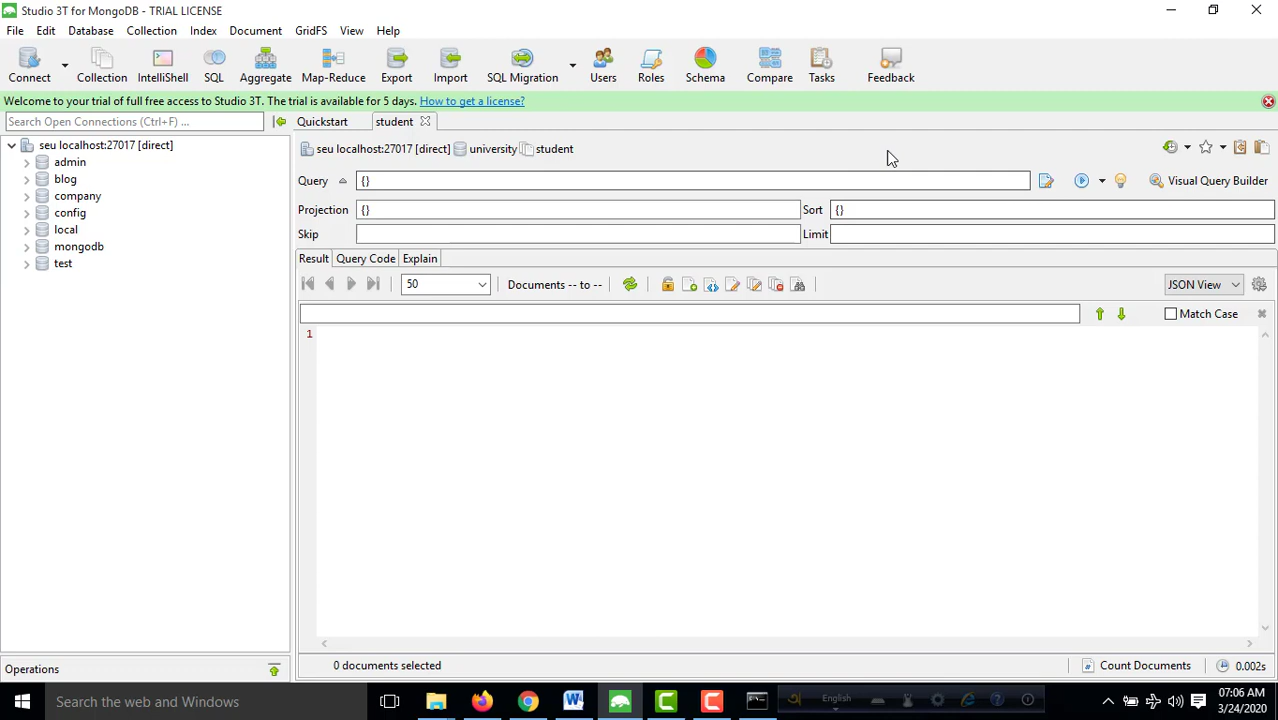 Studio 3T for MongoDB - TRIAL LICENSE
File Edit Database Collection Index Document GridFS View Help
Connect Collection IntelliShell SQL Aggregate Map-Reduce Export Import SQL Migration Users Roles Schema Compare Tasks Feedback
Welcome to your trial of full free access to Studio 3T. The trial is available for 5 days. How to get a license?
Search Open Connections (Ctrl+F) ... Quickstart student
seu localhost:27017 [direct]
admin
blog
company
config
local
mongodb
test
seu localhost:27017 [direct] university student
Query {} Visual Query Builder
Projection {} Sort {}
Skip Limit
Result Query Code Explain
50 Documents -- to -- JSON View
Match Case
1
Operations 0 documents selected Count Documents 0.002s
Search the web and Windows English 07:06 AM
3/24/2020